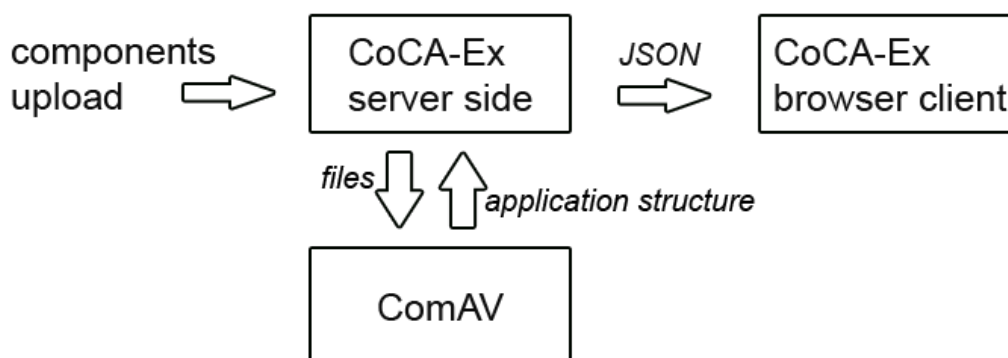 components
upload
CoCA-Ex
server side
JSON
CoCA-Ex
browser client
files
application structure
ComAV